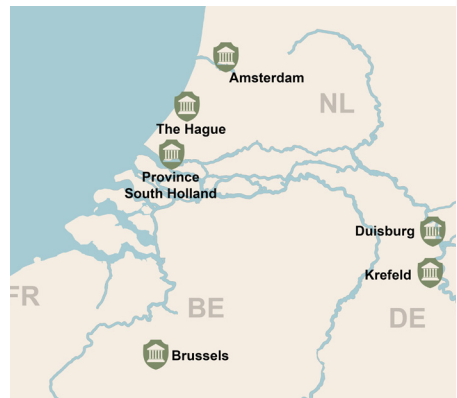 Amsterdam
NL
The Hague
Province
South Holland
Duisburg
Krefeld
FR
BE
DE
Brussels